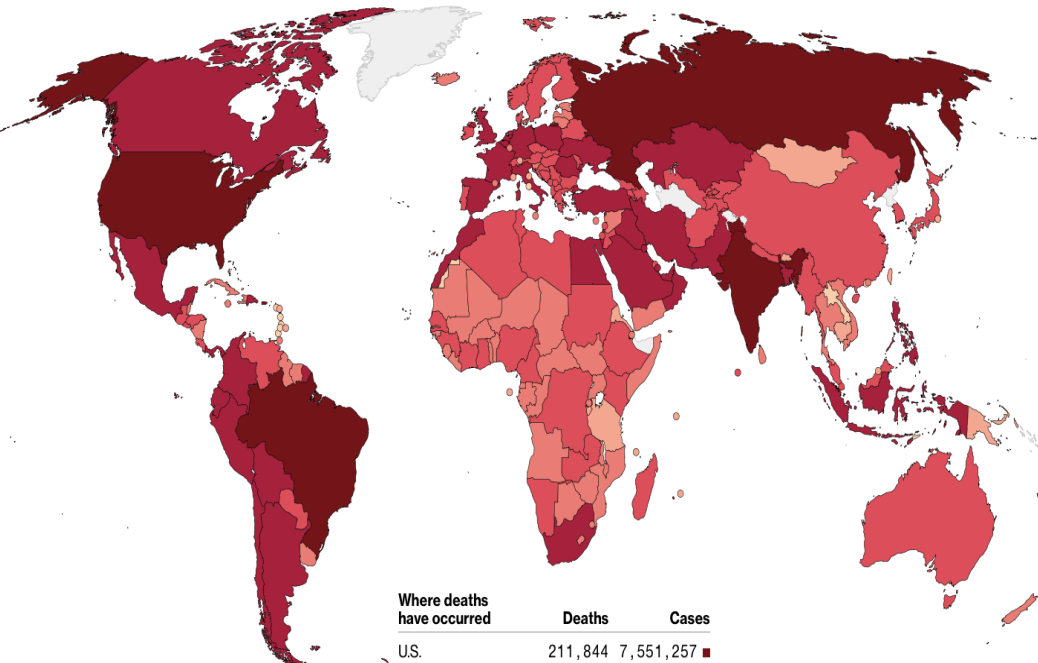 Where deaths
have occurred Deaths Cases
U.S. 211,844 7,551,257